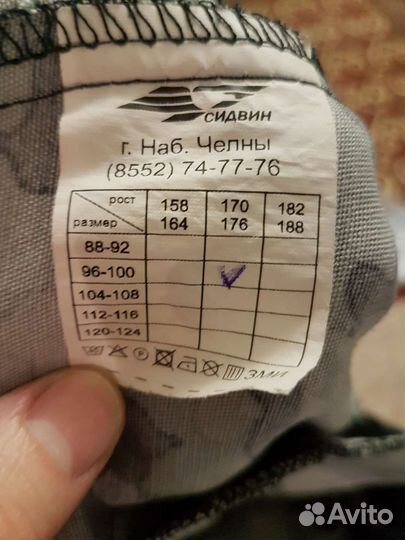 СИДВИН
г. Наб. Челны
(8552) 74-77-76
рост 158 170 182
размер 164 176 188
88-92
96-100
104-108
112-116
120-124
P ЗМИ
Avito